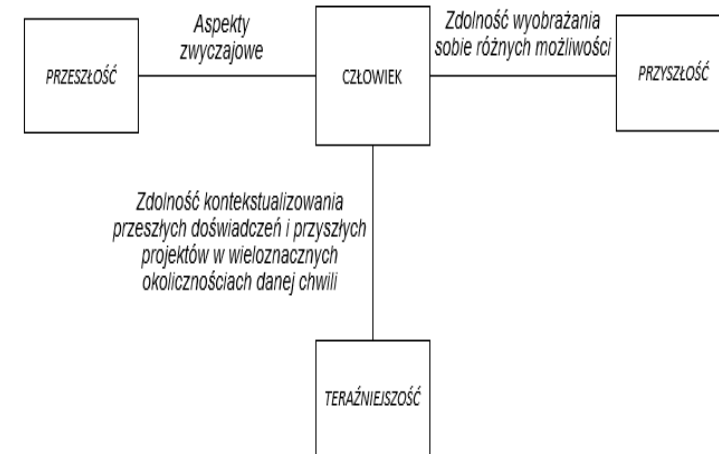 Aspekty
zwyczajowe
Zdolność wyobrażania
sobie różnych możliwości
PRZESZŁOŚĆ
CZŁOWIEK
PRZYSZŁOŚĆ
Zdolność kontekstualizowania
przeszłych doświadczeń i przyszłych
projektów w wieloznacznych
okolicznościach danej chwili
TERAŹNIEJSZOŚĆ